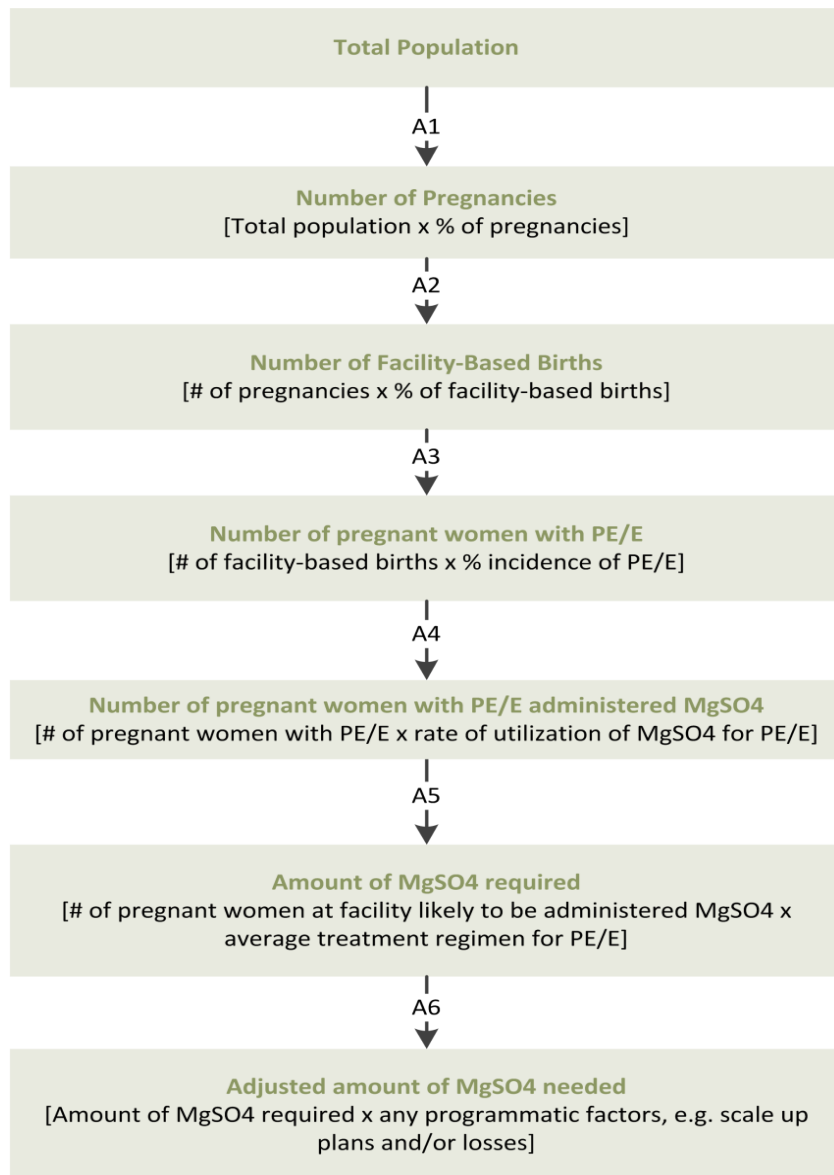 Total Population
A1
Number of Pregnancies
[Total population x % of pregnancies]
A2
Number of Facility-Based Births
[# of pregnancies x % of facility-based births]
A3
Number of pregnant women with PE/E
[# of facility-based births x % incidence of PE/E]
A4
Number of pregnant women with PE/E administered MgSO4
[# of pregnant women with PE/E x rate of utilization of MgSO4 for PE/E]
A5
Amount of MgSO4 required
[# of pregnant women at facility likely to be administered MgSO4 x
average treatment regimen for PE/E]
A6
Adjusted amount of MgSO4 needed
[Amount of MgSO4 required x any programmatic factors, e.g. scale up
plans and/or losses]